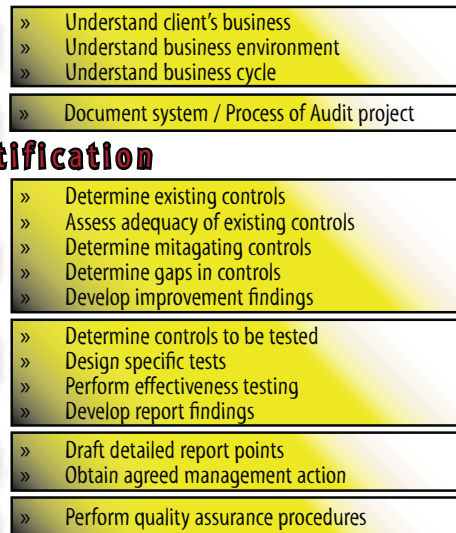 » Understand client's business
» Understand business environment
» Understand business cycle
» Document system / Process of Audit project
tification
» Determine existing controls
» Assess adequacy of existing controls
» Determine mitagating controls
» Determine gaps in controls
» Develop improvement findings
» Determine controls to be tested
» Design specific tests
» Perform effectiveness testing
» Develop report findings
» Draft detailed report points
» Obtain agreed management action
» Perform quality assurance procedures